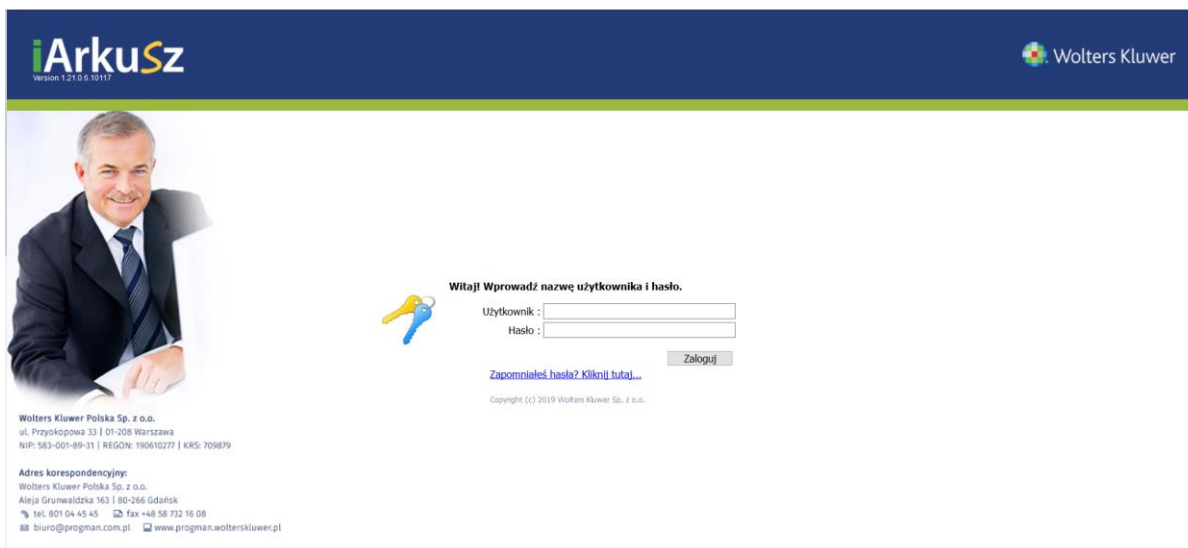 iArkuSz
Version 1.21.0.6.10117
Wolters Kluwer
Witaj! Wprowadź nazwę użytkownika i hasło.
Użytkownik :
Hasło :
Zaloguj
Zapomniałeś hasła? Kliknij tutaj...
Copyright (c) 2019 Wolters Kluwer Sp. z o.o.
Wolters Kluwer Polska Sp. z o.o.
ul. Przyokopowa 33 | 01-208 Warszawa
NIP: 583-001-89-31 | REGON: 190610277 | KRS: 709879
Adres korespondencyjny:
Wolters Kluwer Polska Sp. z o.o.
Aleja Grunwaldzka 163 | 80-266 Gdańsk
tel. 801 04 45 45 fax +48 58 732 16 08
biuro@progman.com.pl www.progman.wolterskluwer.pl